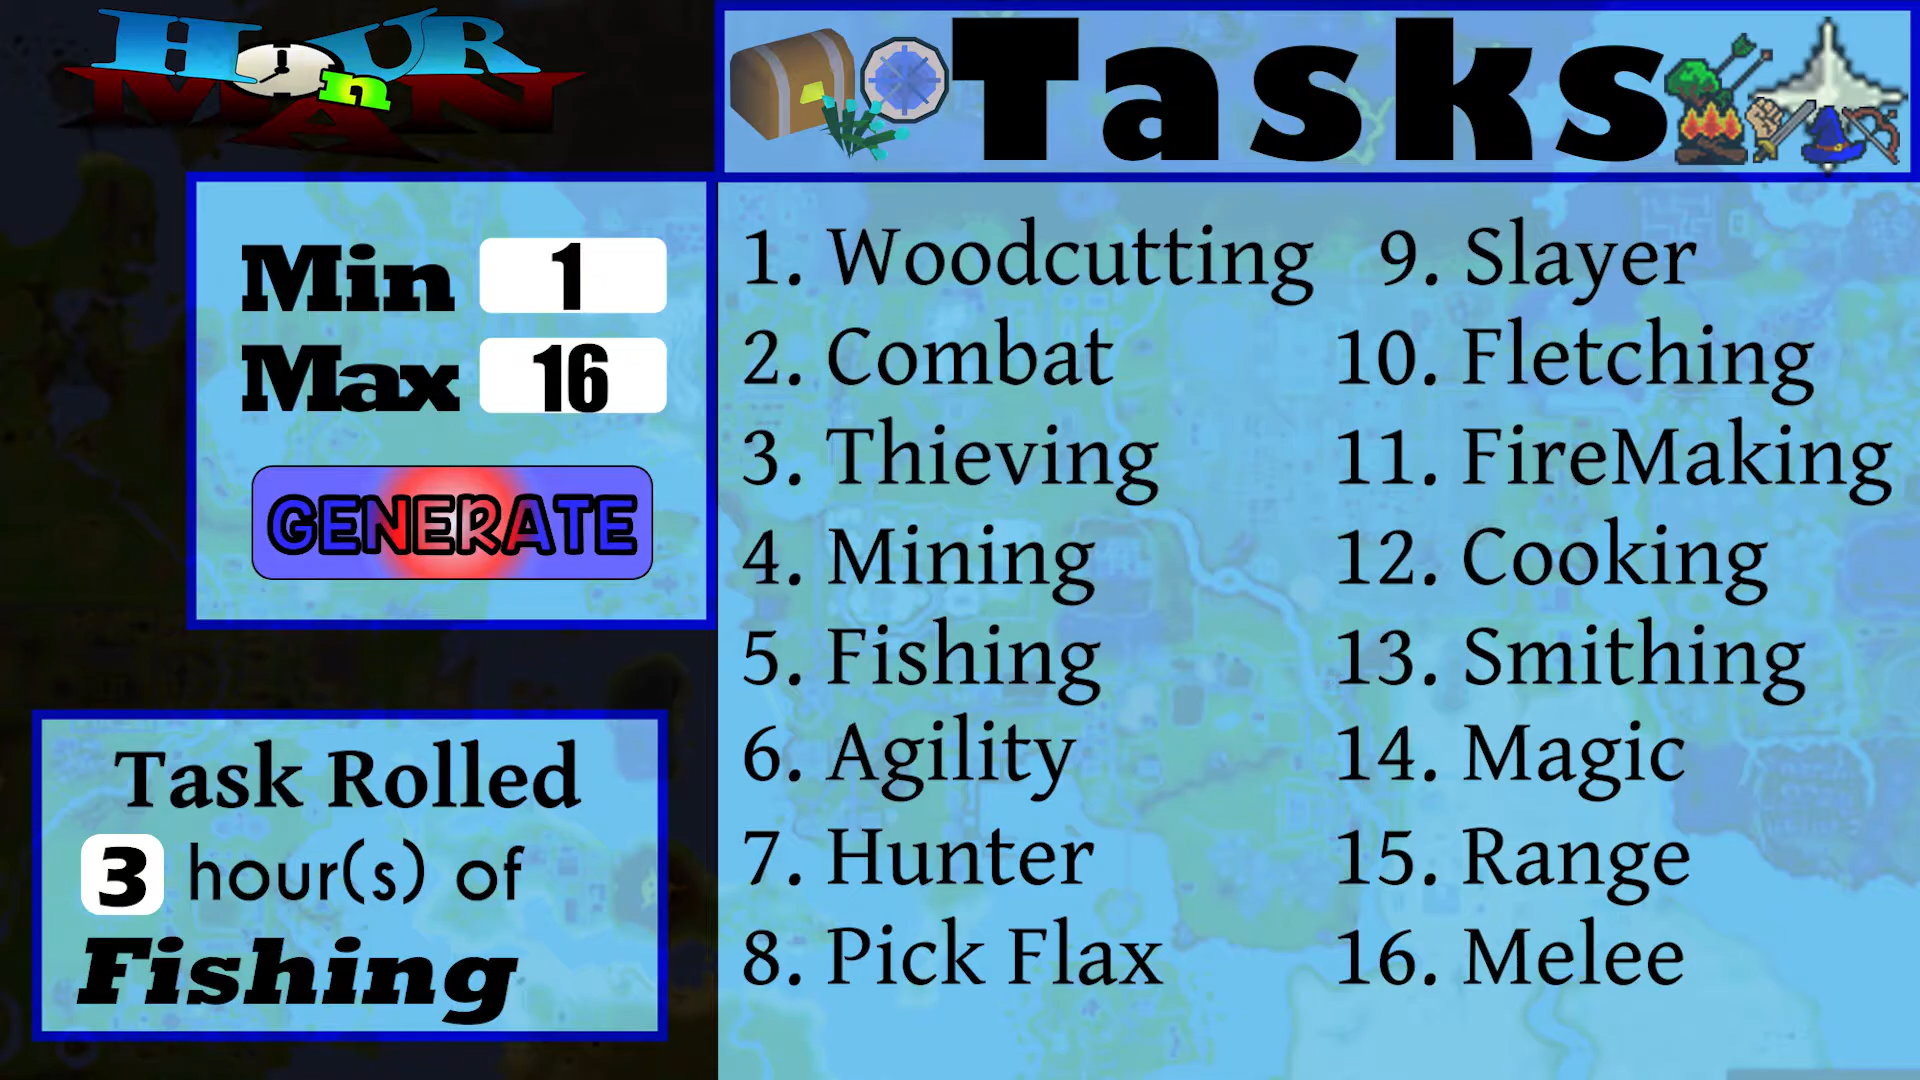 HOUR
n
MAN
Tasks
Min 1
Max 16
GENERATE
Task Rolled
3 hour(s) of
Fishing
1. Woodcutting
2. Combat
3. Thieving
4. Mining
5. Fishing
6. Agility
7. Hunter
8. Pick Flax
9. Slayer
10. Fletching
11. FireMaking
12. Cooking
13. Smithing
14. Magic
15. Range
16. Melee